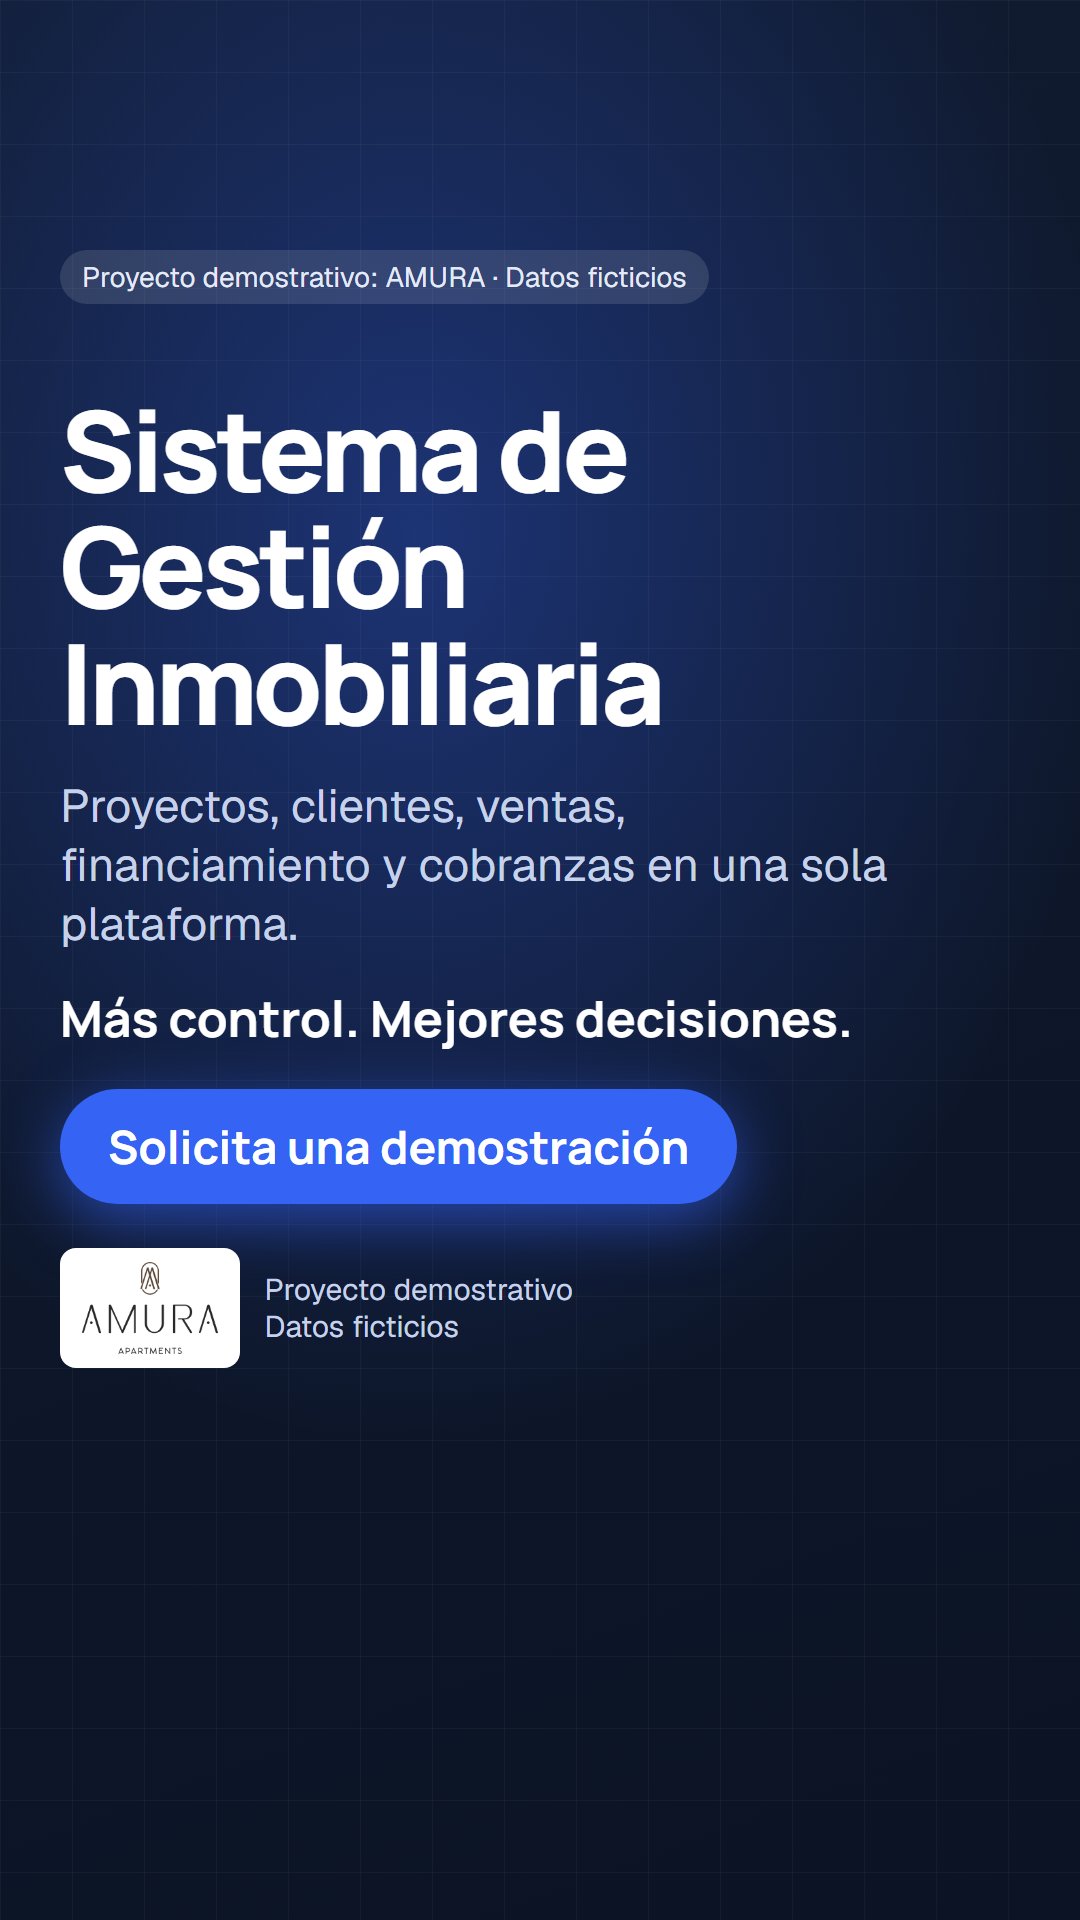 Proyecto demostrativo: AMURA · Datos ficticios
Sistema de
Gestión
Inmobiliaria
Proyectos, clientes, ventas,
financiamiento y cobranzas en una sola
plataforma.
Más control. Mejores decisiones.
Solicita una demostración
AMURA
APARTMENTS
Proyecto demostrativo
Datos ficticios